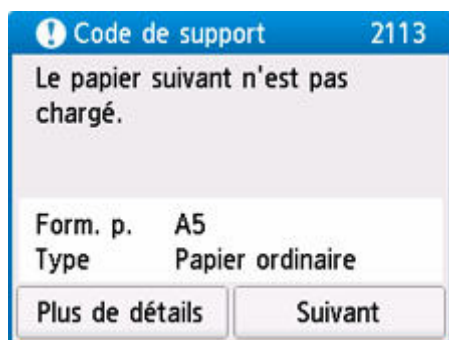 Code de support 2113
Le papier suivant n'est pas
chargé.
Form. p. A5
Type Papier ordinaire
Plus de détails Suivant